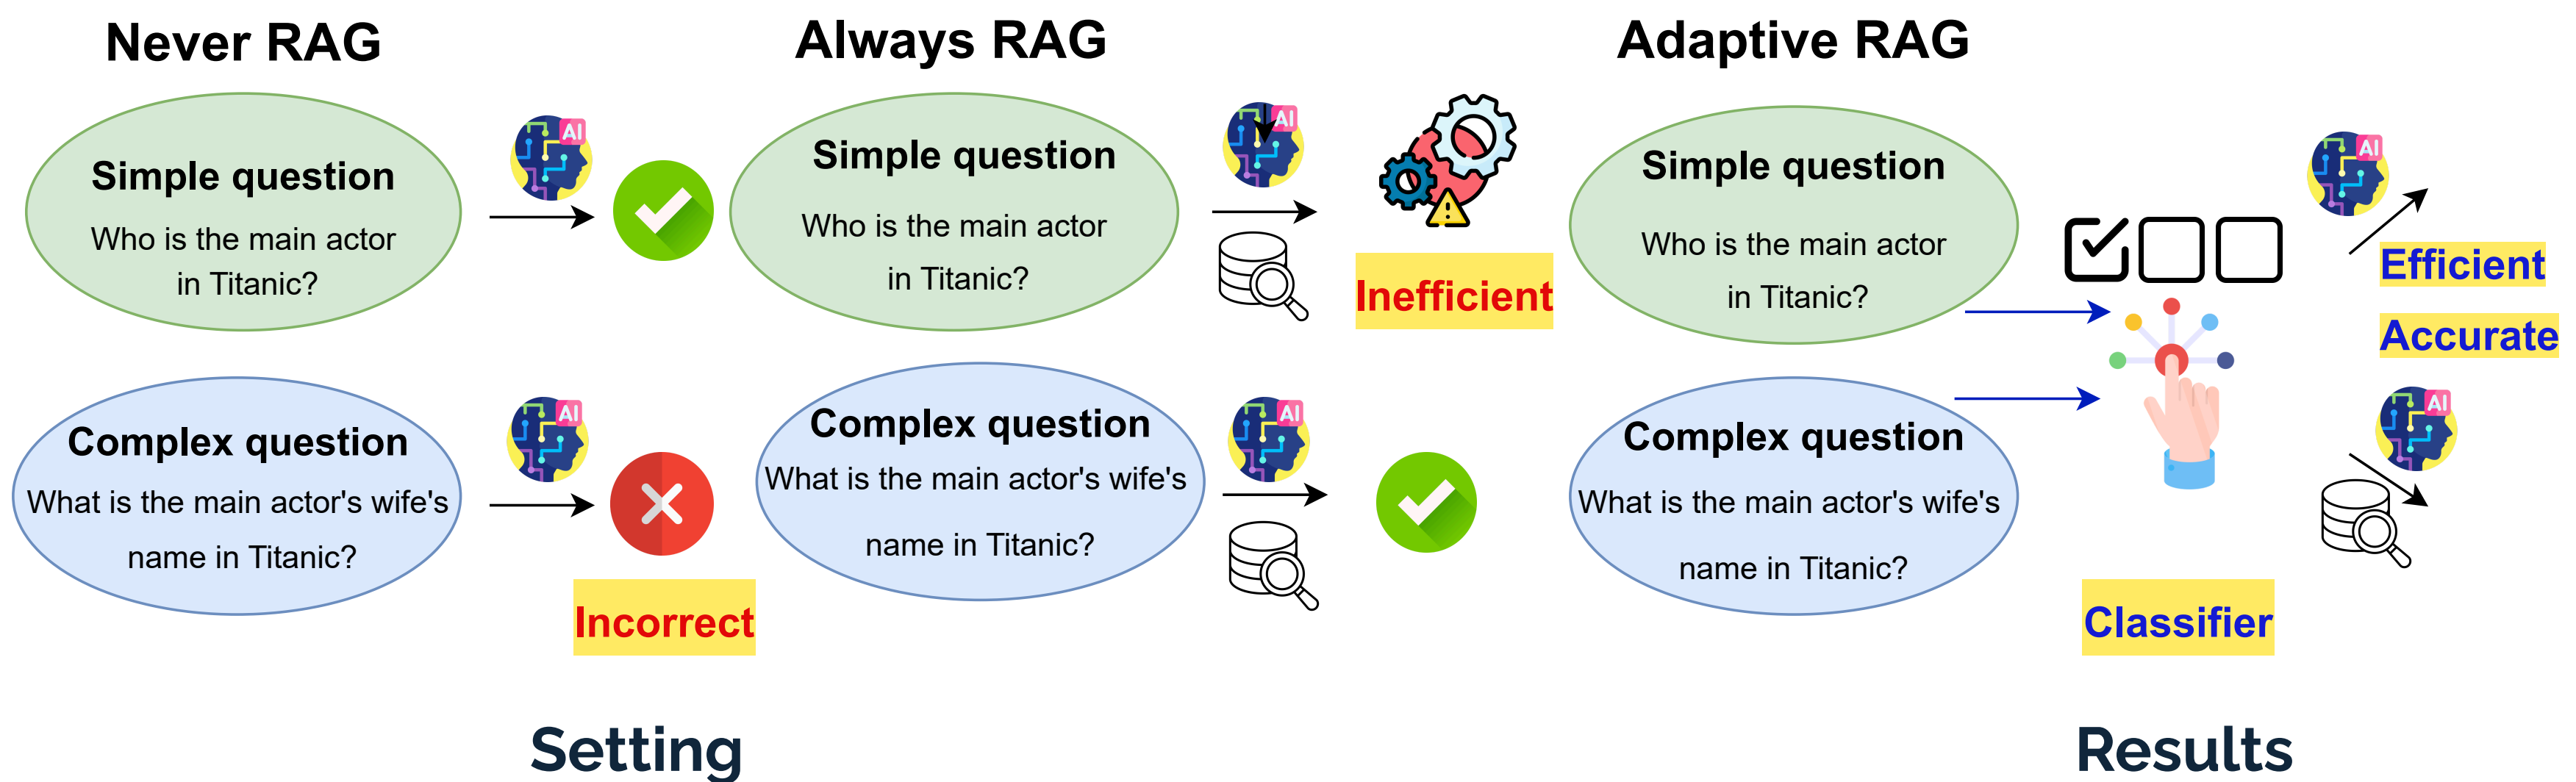 Never RAG
Simple question
Who is the main actor
in Titanic?
AI
Complex question
What is the main actor's wife's
name in Titanic?
AI
Incorrect
Always RAG
Simple question
Who is the main actor
in Titanic?
AI
Inefficient
Complex question
What is the main actor's wife's
name in Titanic?
AI
Adaptive RAG
Simple question
Who is the main actor
in Titanic?
Complex question
What is the main actor's wife's
name in Titanic?
Classifier
AI
Efficient
Accurate
AI
Setting
Results